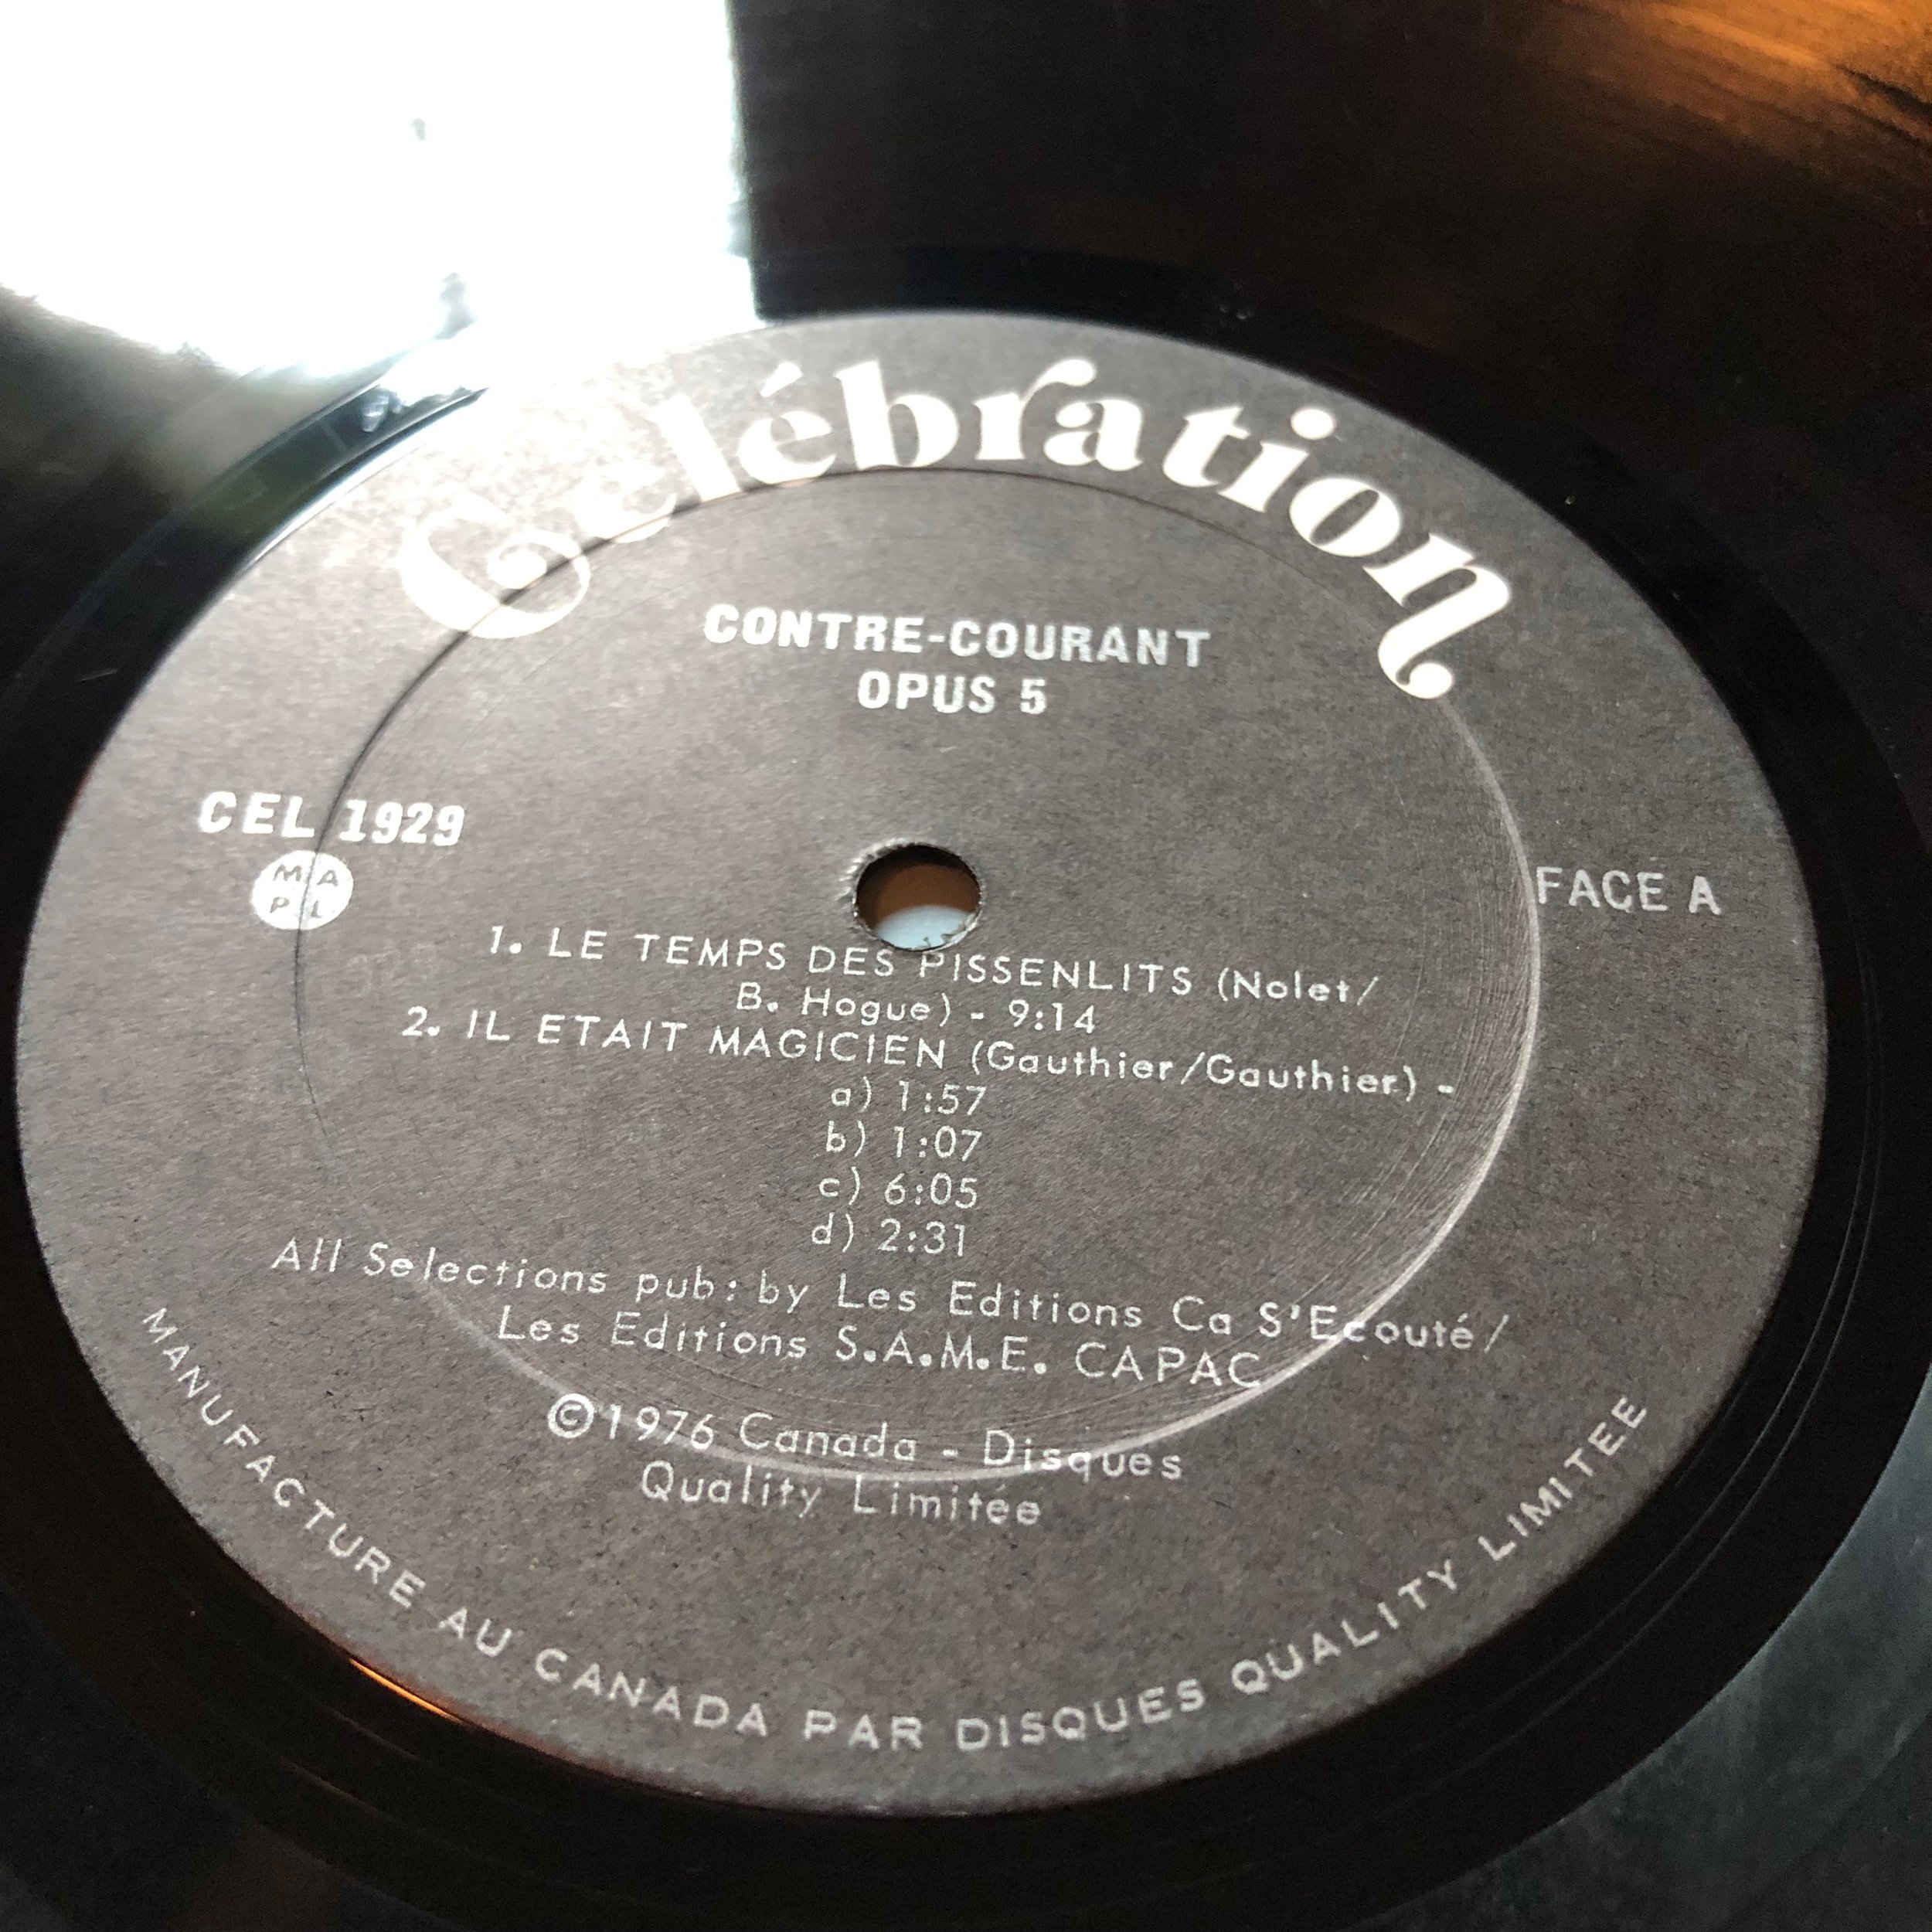 Célébration
CONTRE-COURANT
OPUS 5
CEL 1929
MA
PL
FACE A
1. LE TEMPS DES PISSENLITS (Nolet/
B. Hogue) - 9:14
2. IL ETAIT MAGICIEN (Gauthier/Gauthier) -
a) 1:57
b) 1:07
c) 6:05
d) 2:31
All Selections pub: by Les Editions Ca S'Ecouté/
Les Editions S.A.M.E. CAPAC
©1976 Canada - Disques
Quality Limitée
MANUFACTURE AU CANADA PAR DISQUES QUALITY LIMITEE